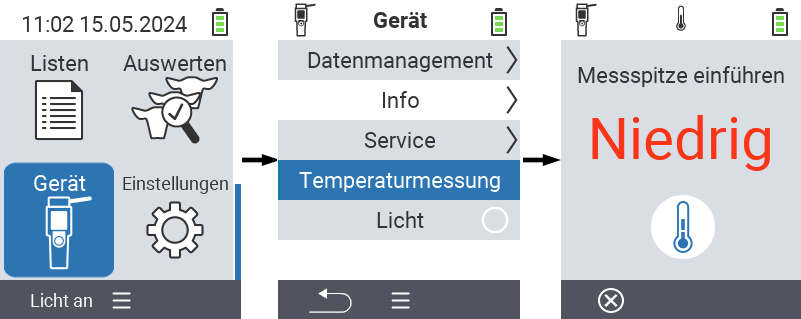 11:02 15.05.2024
Listen
Auswerten
Gerät
Einstellungen
Licht an
Gerät
Datenmanagement
Info
Service
Temperaturmessung
Licht
Messspitze einführen
Niedrig